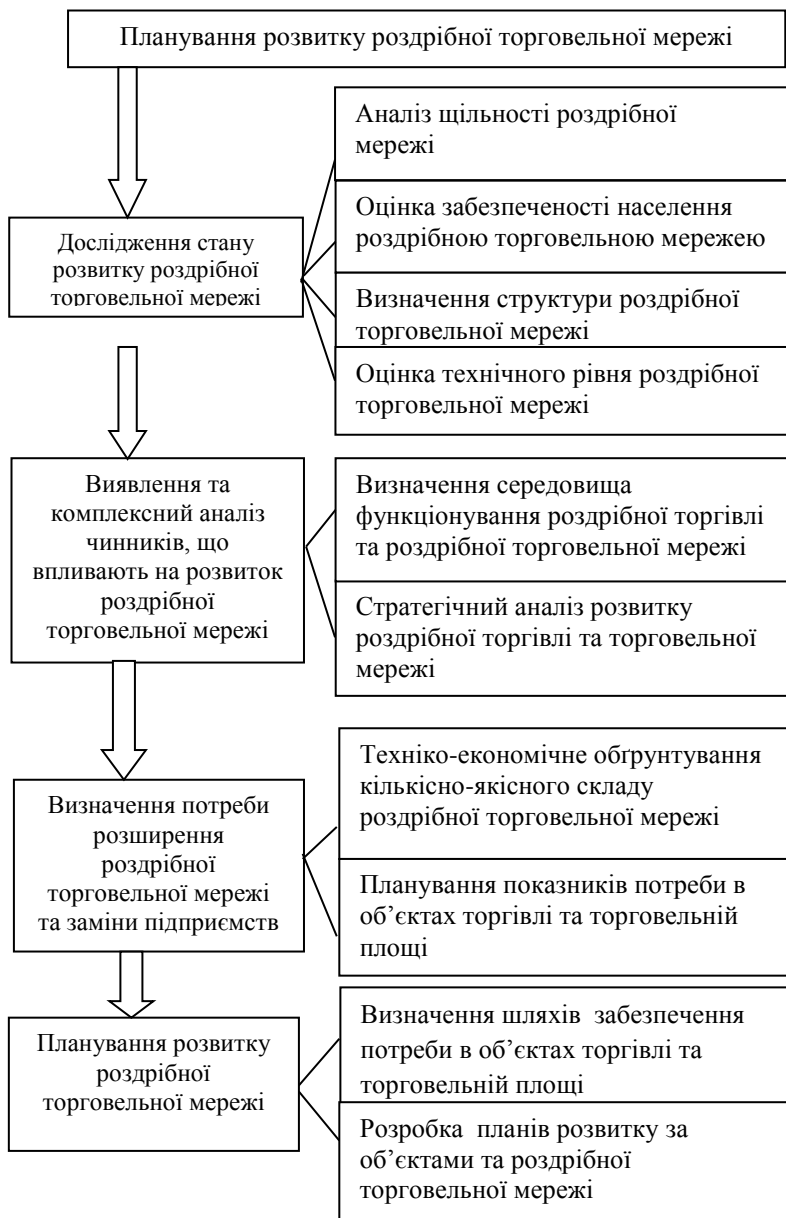 Планування розвитку роздрібної торговельної мережі
Аналіз щільності роздрібної
мережі
Оцінка забезпеченості населення
роздрібною торговельною мережею
Дослідження стану
розвитку роздрібної
торговельної мережі
Визначення структури роздрібної
торговельної мережі
Оцінка технічного рівня роздрібної
торговельної мережі
Виявлення та
комплексний аналіз
чинників, що
впливають на розвиток
роздрібної
торговельної мережі
Визначення середовища
функціонування роздрібної торгівлі
та роздрібної торговельної мережі
Стратегічний аналіз розвитку
роздрібної торгівлі та торговельної
мережі
Визначення потреби
розширення
роздрібної
торговельної мережі
та заміни підприємств
Техніко-економічне обґрунтування
кількісно-якісного складу
роздрібної торговельної мережі
Планування показників потреби в
об’єктах торгівлі та торговельній
площі
Планування розвитку
роздрібної
торговельної мережі
Визначення шляхів забезпечення
потреби в об’єктах торгівлі та
торговельній площі
Розробка планів розвитку за
об’єктами та роздрібної
торговельної мережі